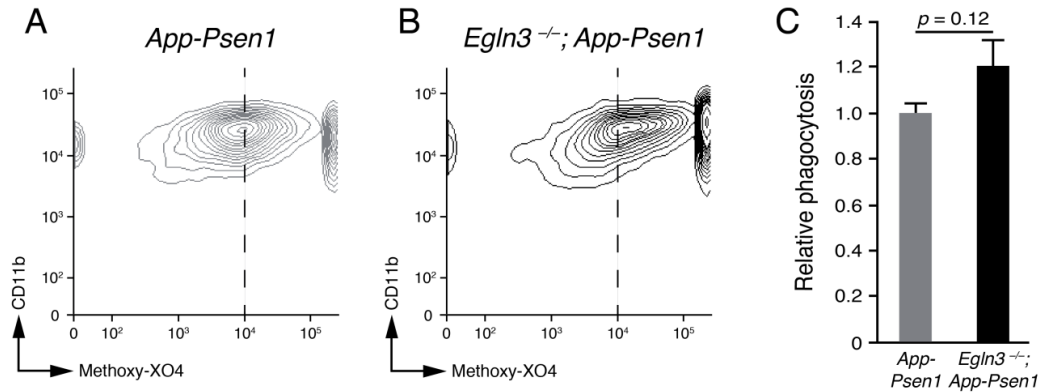 A
App-Psen1
10⁵
10⁴
10³
10²
0
CD11b
0 10² 10³ 10⁴ 10⁵
Methoxy-XO4
B
Egln3 ⁻/⁻; App-Psen1
10⁵
10⁴
10³
10²
0
CD11b
0 10² 10³ 10⁴ 10⁵
Methoxy-XO4
C
p = 0.12
Relative phagocytosis
1.4
1.2
1.0
0.8
0.6
0.4
0.2
0
App-
Psen1
Egln3 ⁻/⁻;
App-Psen1